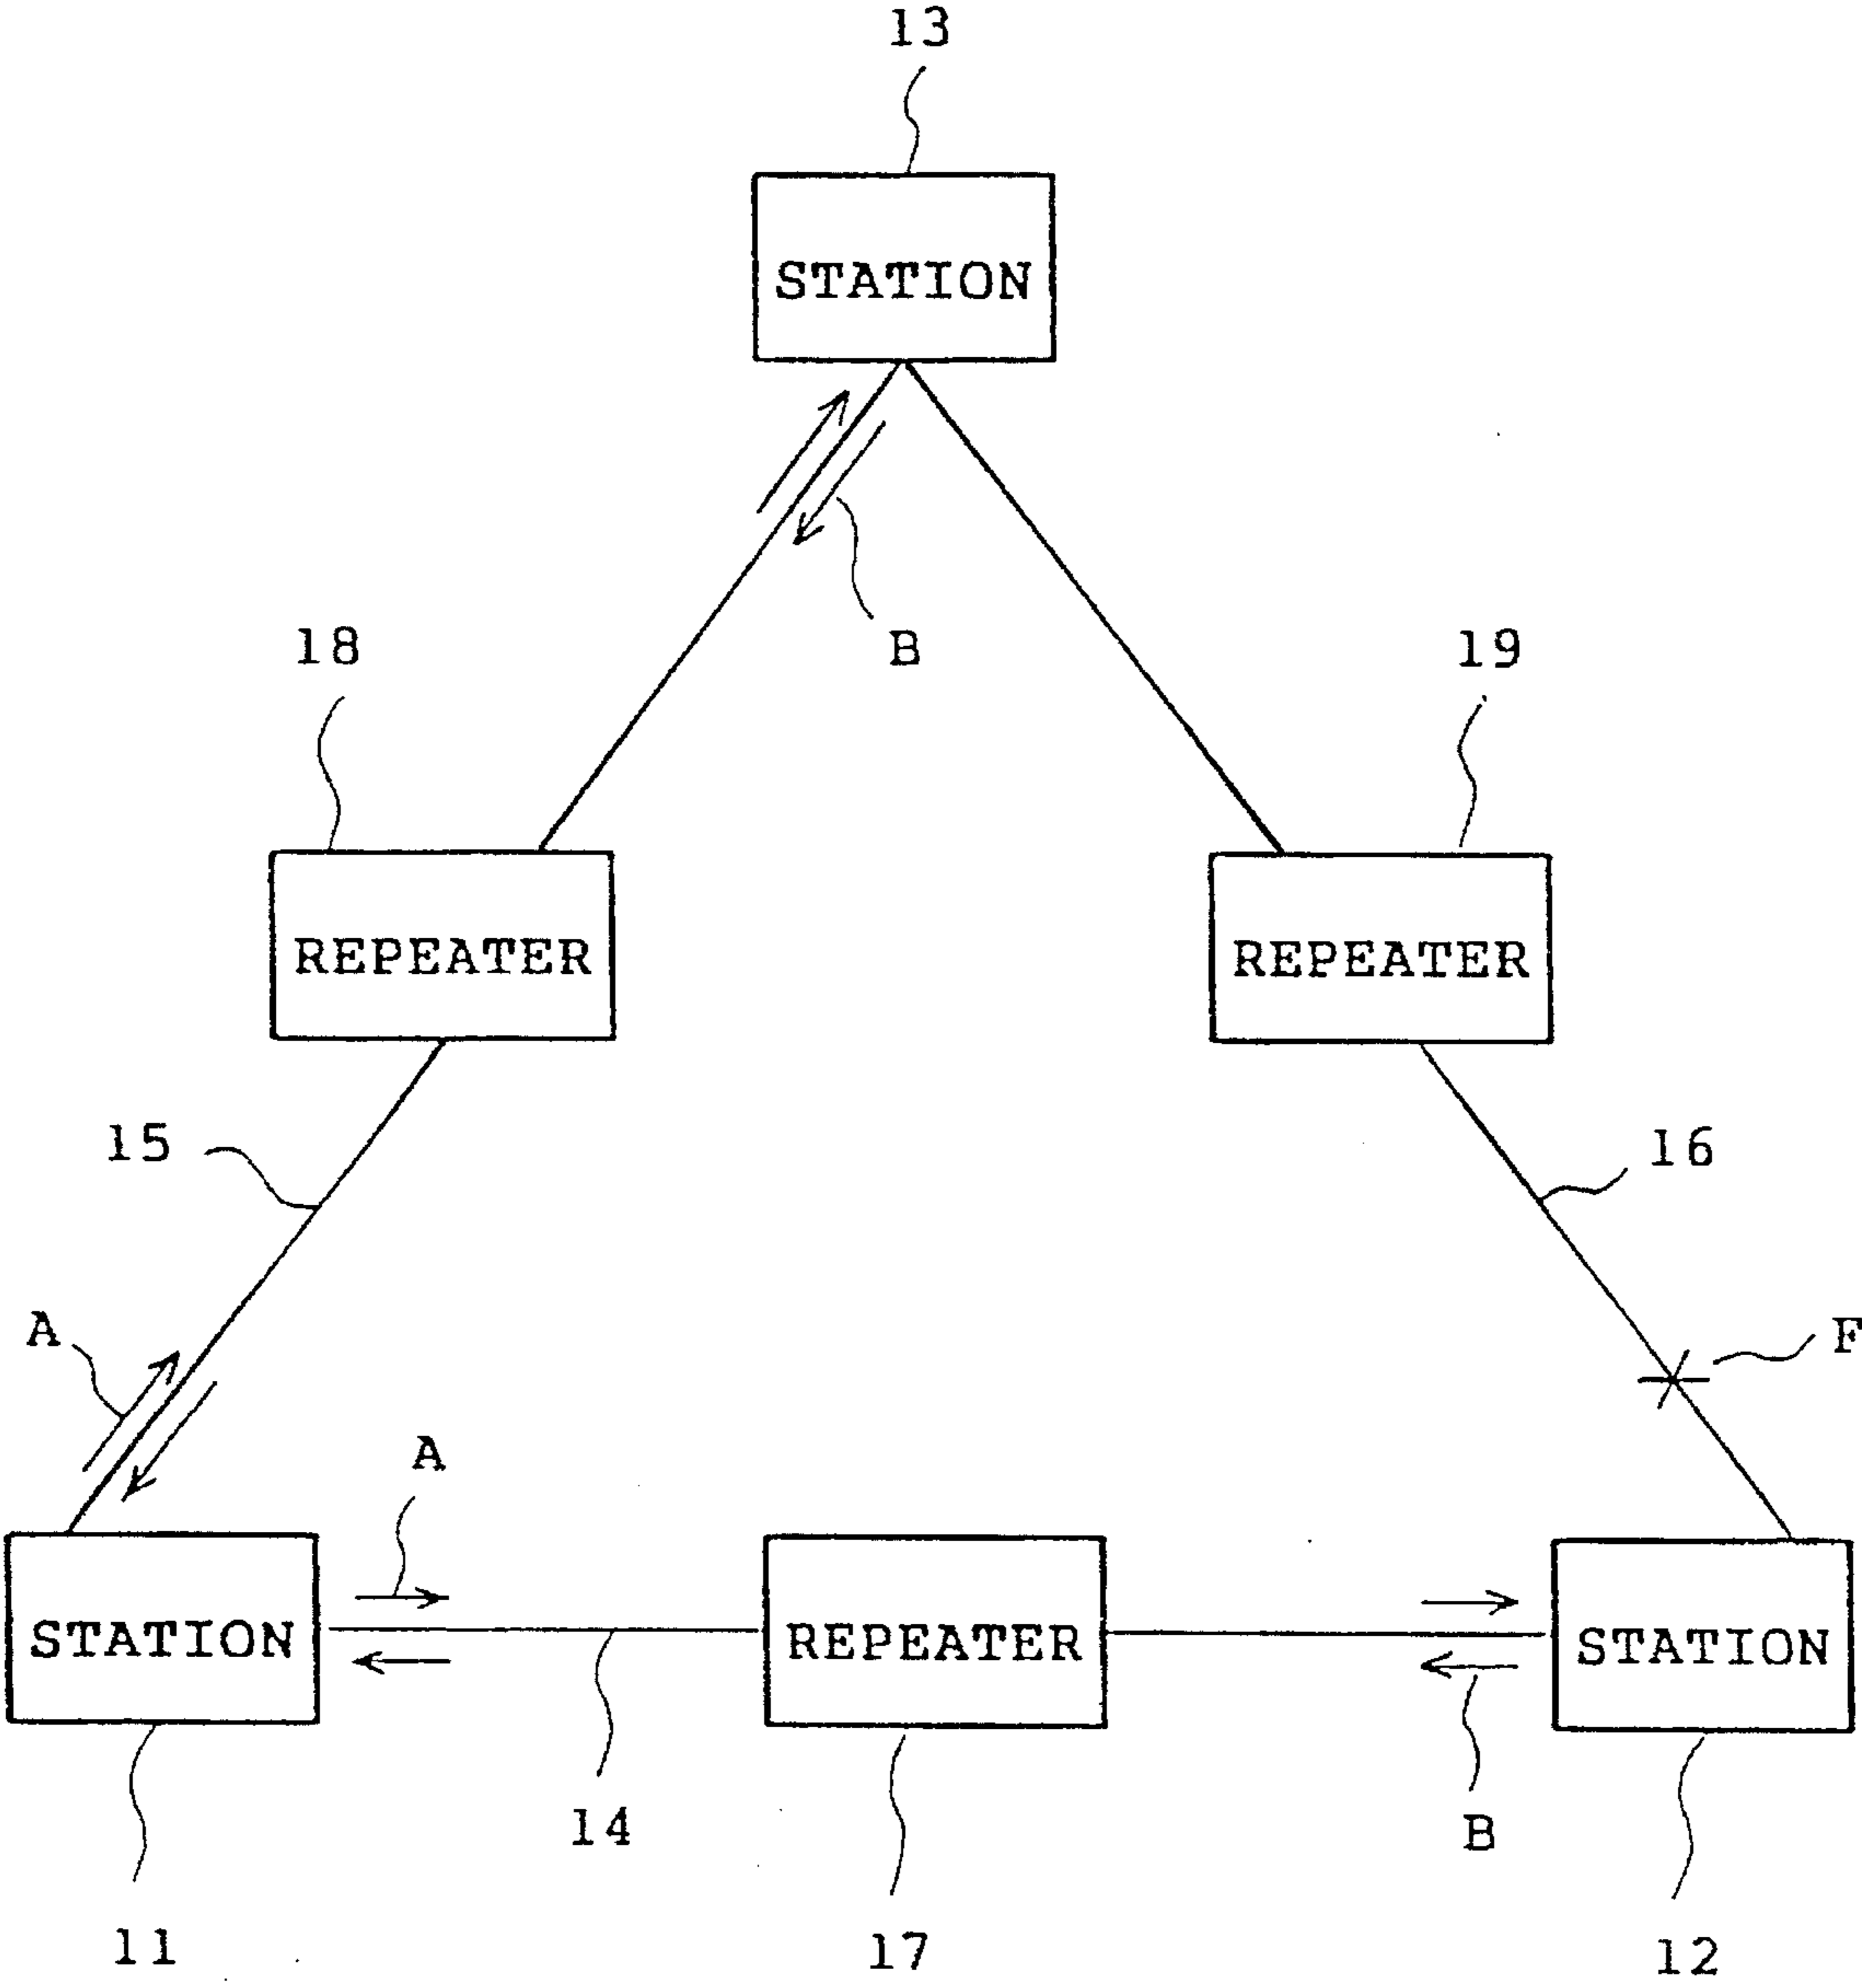 13
STATION
B
18
19
REPEATER
REPEATER
15
16
A
F
A
STATION
REPEATER
STATION
14
B
11
17
12